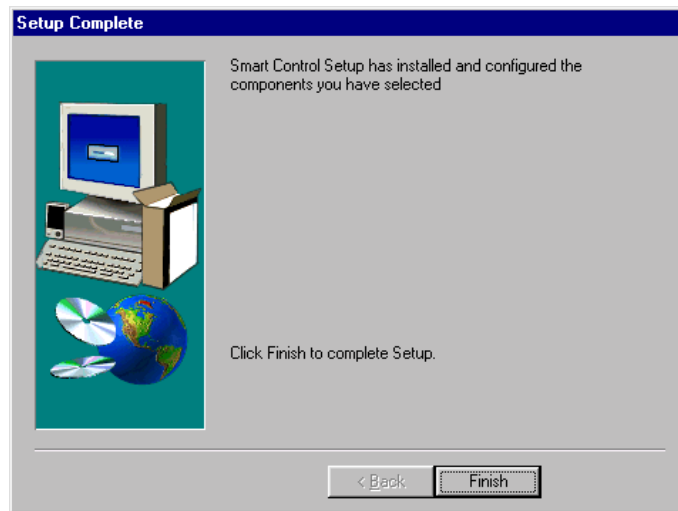 Setup Complete
Smart Control Setup has installed and configured the
components you have selected
Click Finish to complete Setup.
< Back
Finish